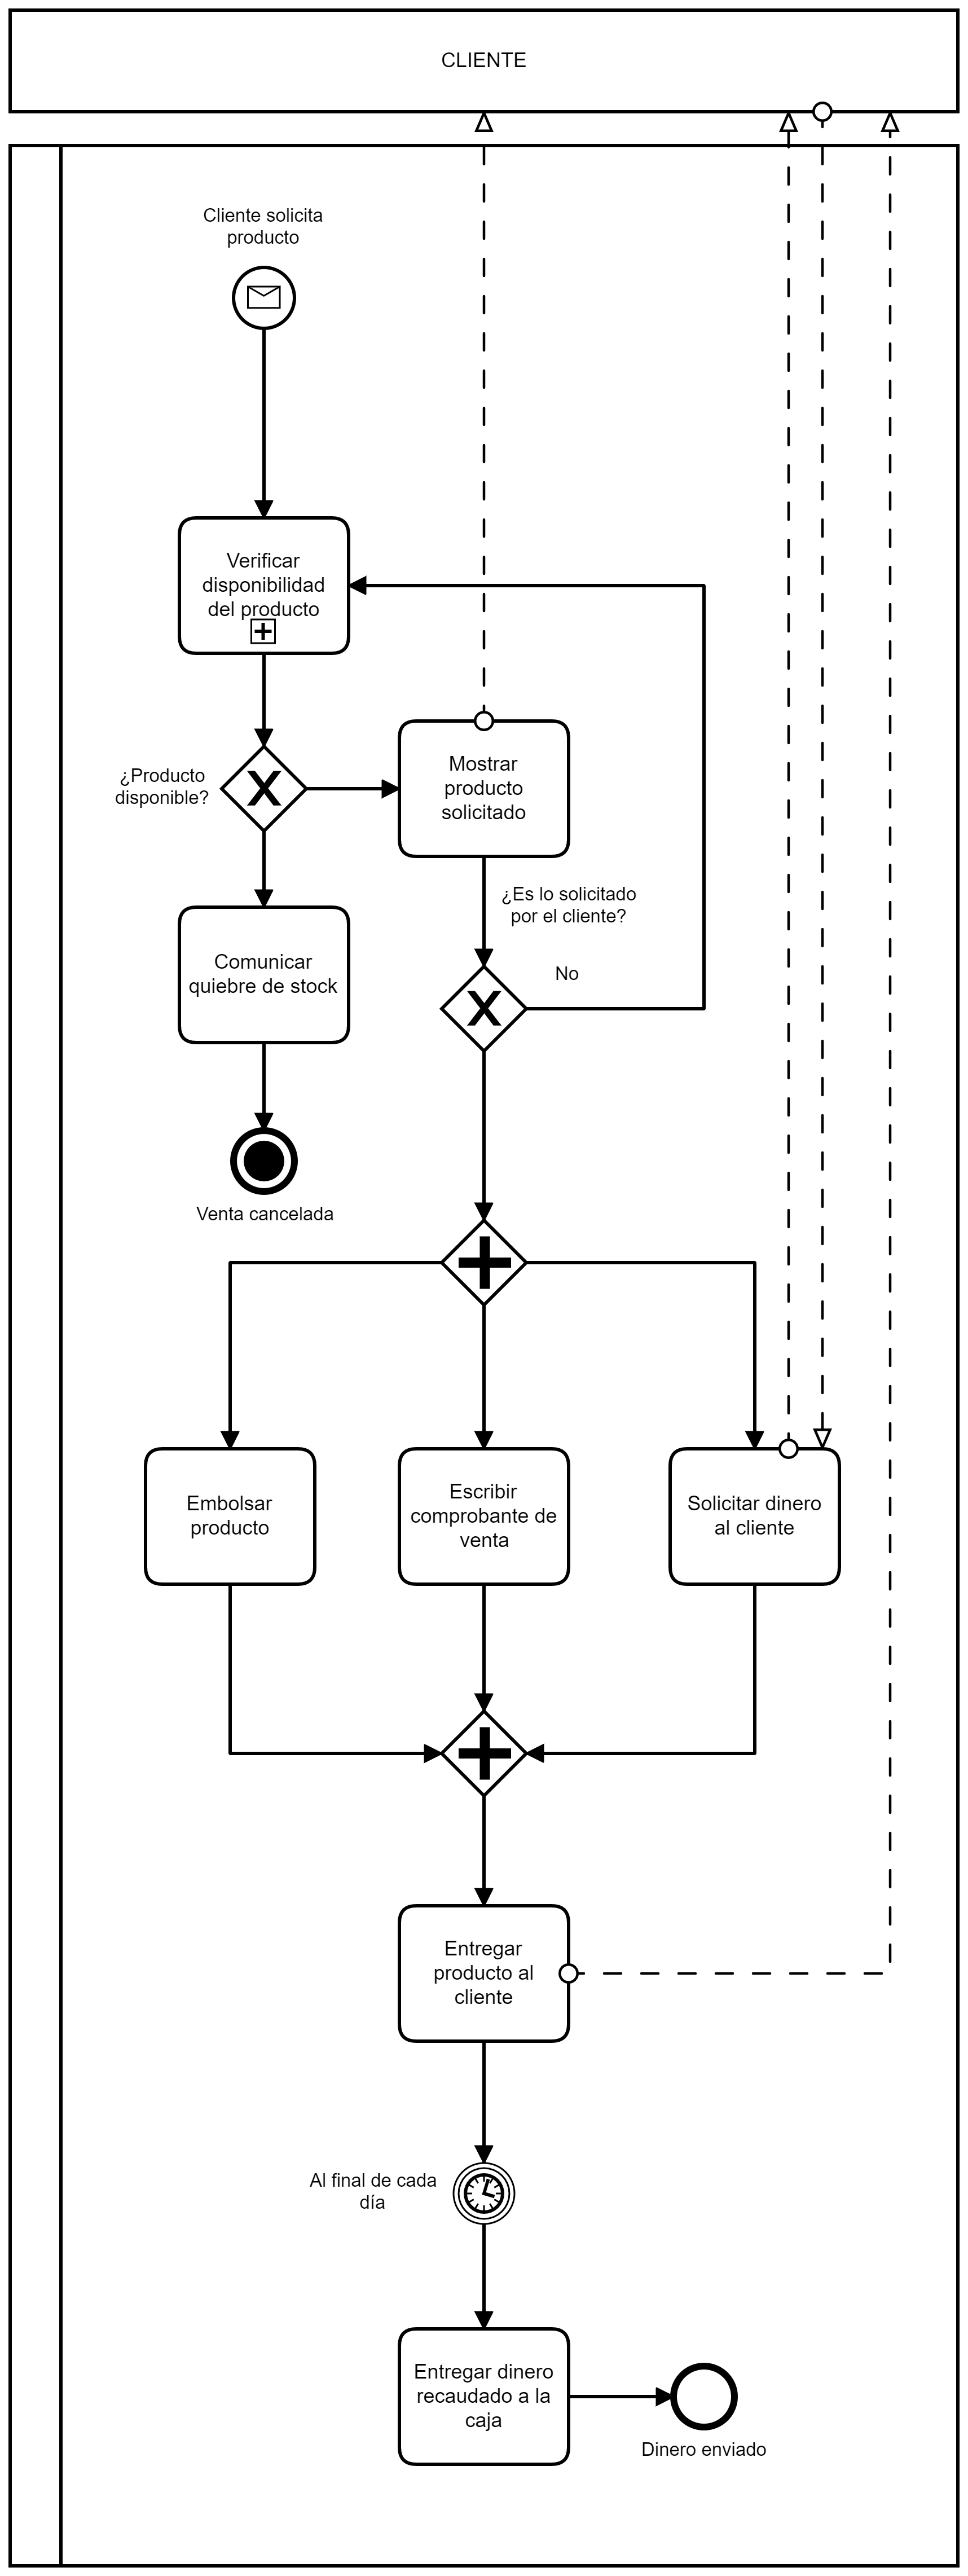 CLIENTE
Cliente solicita
producto
Verificar
disponibilidad
del producto
¿Producto
disponible?
Mostrar
producto
solicitado
¿Es lo solicitado
por el cliente?
No
Comunicar
quiebre de stock
Venta cancelada
Embolsar
producto
Escribir
comprobante de
venta
Solicitar dinero
al cliente
Entregar
producto al
cliente
Al final de cada
día
Entregar dinero
recaudado a la
caja
Dinero enviado